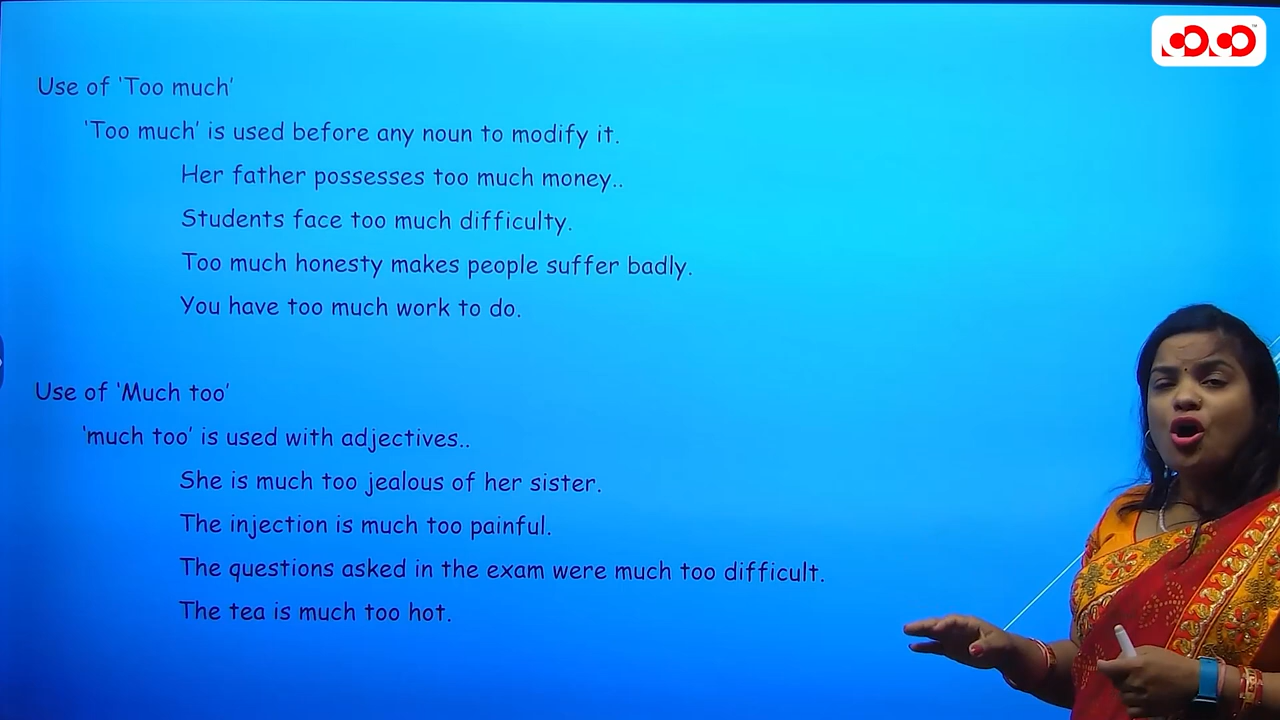 Use of 'Too much'
'Too much' is used before any noun to modify it.
Her father possesses too much money..
Students face too much difficulty.
Too much honesty makes people suffer badly.
You have too much work to do.
Use of 'Much too'
'much too' is used with adjectives..
She is much too jealous of her sister.
The injection is much too painful.
The questions asked in the exam were much too difficult.
The tea is much too hot.